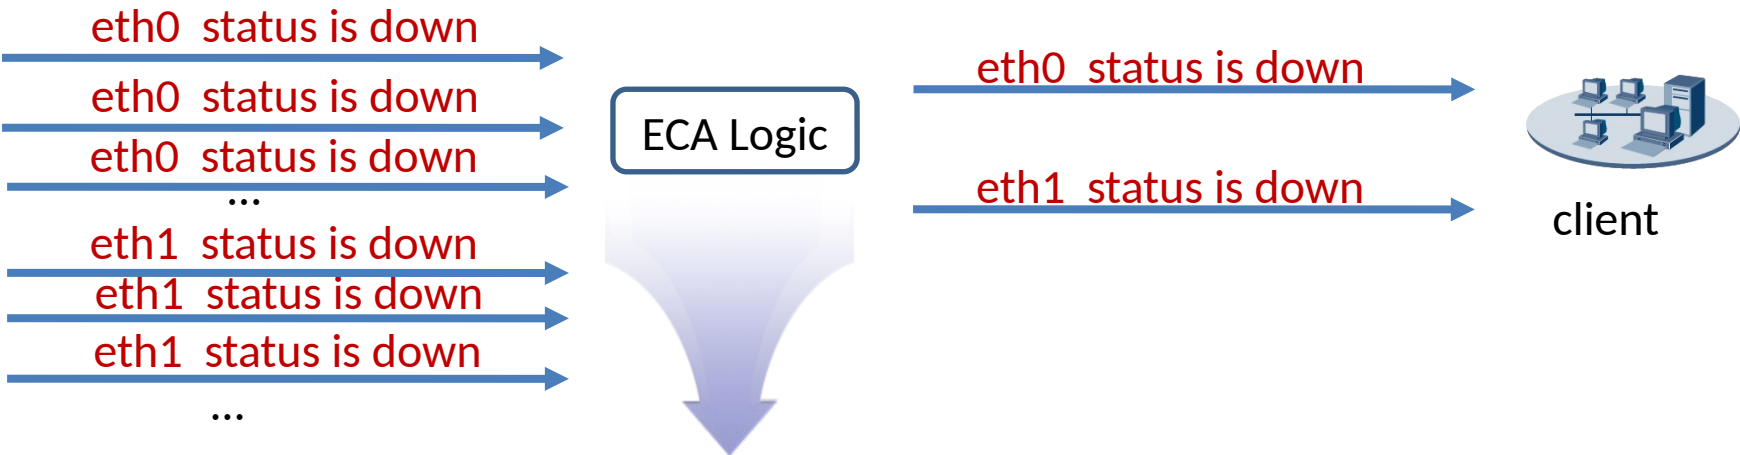 eth0 status is down
eth0 status is down
eth0 status is down
...
eth1 status is down
eth1 status is down
eth1 status is down
...
ECA Logic
eth0 status is down
eth1 status is down
client